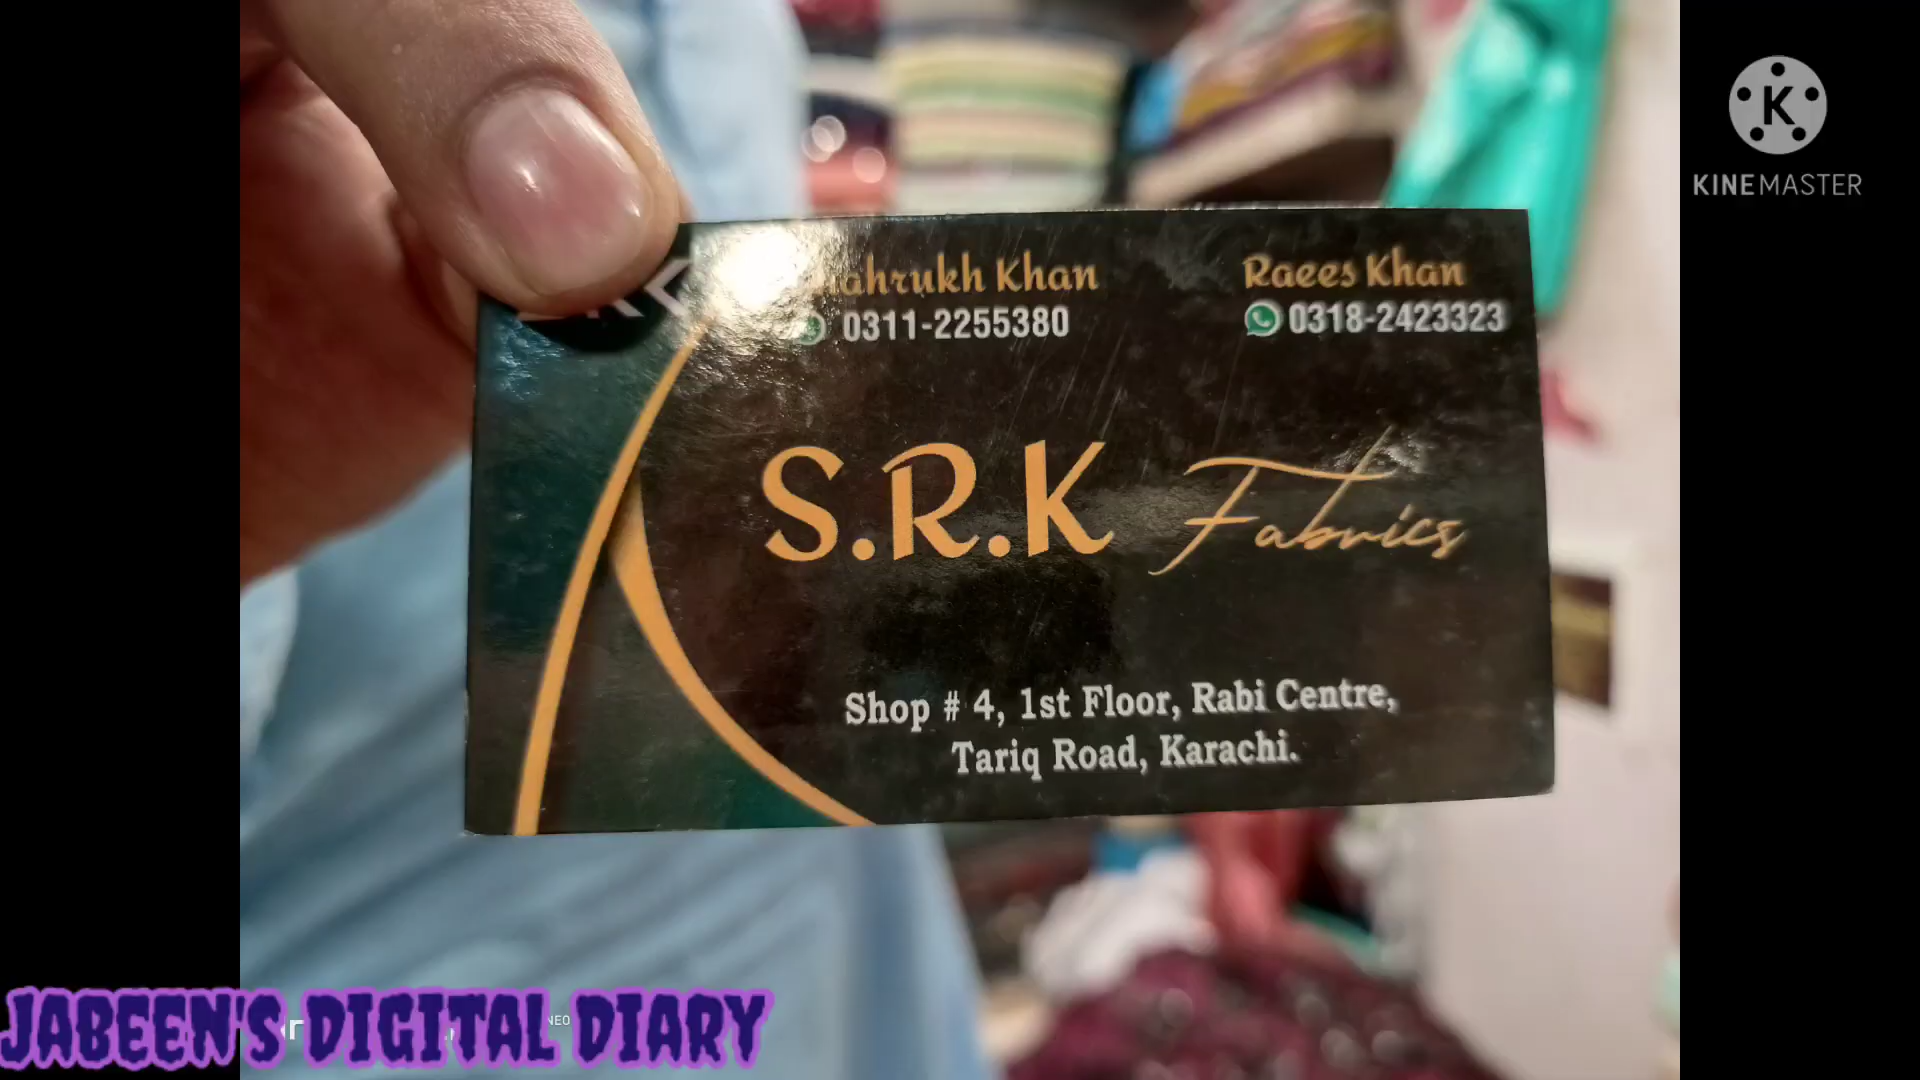 KINEMASTER
ahrukh Khan
0311-2255380
Raees Khan
0318-2423323
S.R.K Fabrics
Shop # 4, 1st Floor, Rabi Centre,
Tariq Road, Karachi.
JABEEN'S DIGITAL DIARY